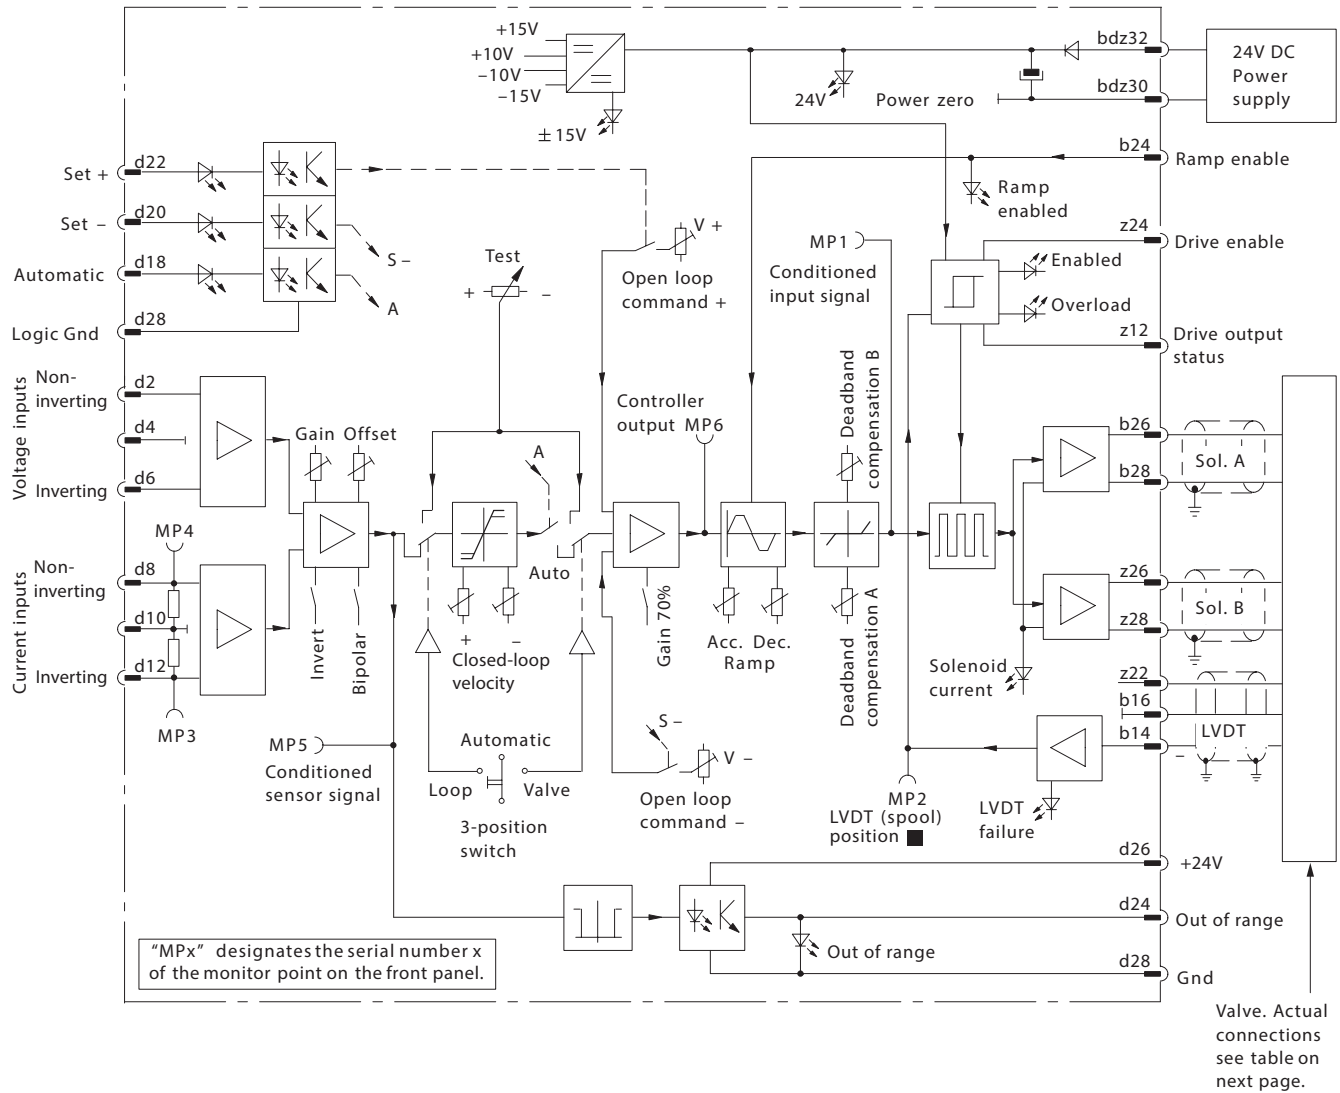 +15V
+10V
−10V
−15V
± 15V
24V
Power zero
bdz32
bdz30
24V DC
Power
supply
b24
Ramp enable
Ramp
enabled
d22
Set +
d20
Set −
d18
Automatic
d28
Logic Gnd
S −
A
Test
+
−
V +
Open loop
command +
MP1
Conditioned
input signal
z24
Drive enable
Enabled
Overload
z12
Drive output
status
Voltage inputs
Non-
inverting
d2
d4
d6
Inverting
Gain
Offset
A
Controller
output MP6
Deadband
compensation B
b26
b28
Sol. A
MP4
Current inputs
Non-
inverting
d8
d10
d12
Inverting
MP3
Invert
Bipolar
Auto
+
−
Closed-loop
velocity
Gain 70%
Acc. Dec.
Ramp
Deadband
compensation A
z26
z28
Sol. B
Solenoid
current
z22
b16
b14
LVDT
−
MP5
Conditioned
sensor signal
Automatic
Loop
Valve
3-position
switch
S −
V −
Open loop
command −
MP2
LVDT (spool)
position
LVDT
failure
d26
+24V
d24
Out of range
Out of range
d28
Gnd
“MPx” designates the serial number x
of the monitor point on the front panel.
Valve. Actual
connections
see table on
next page.